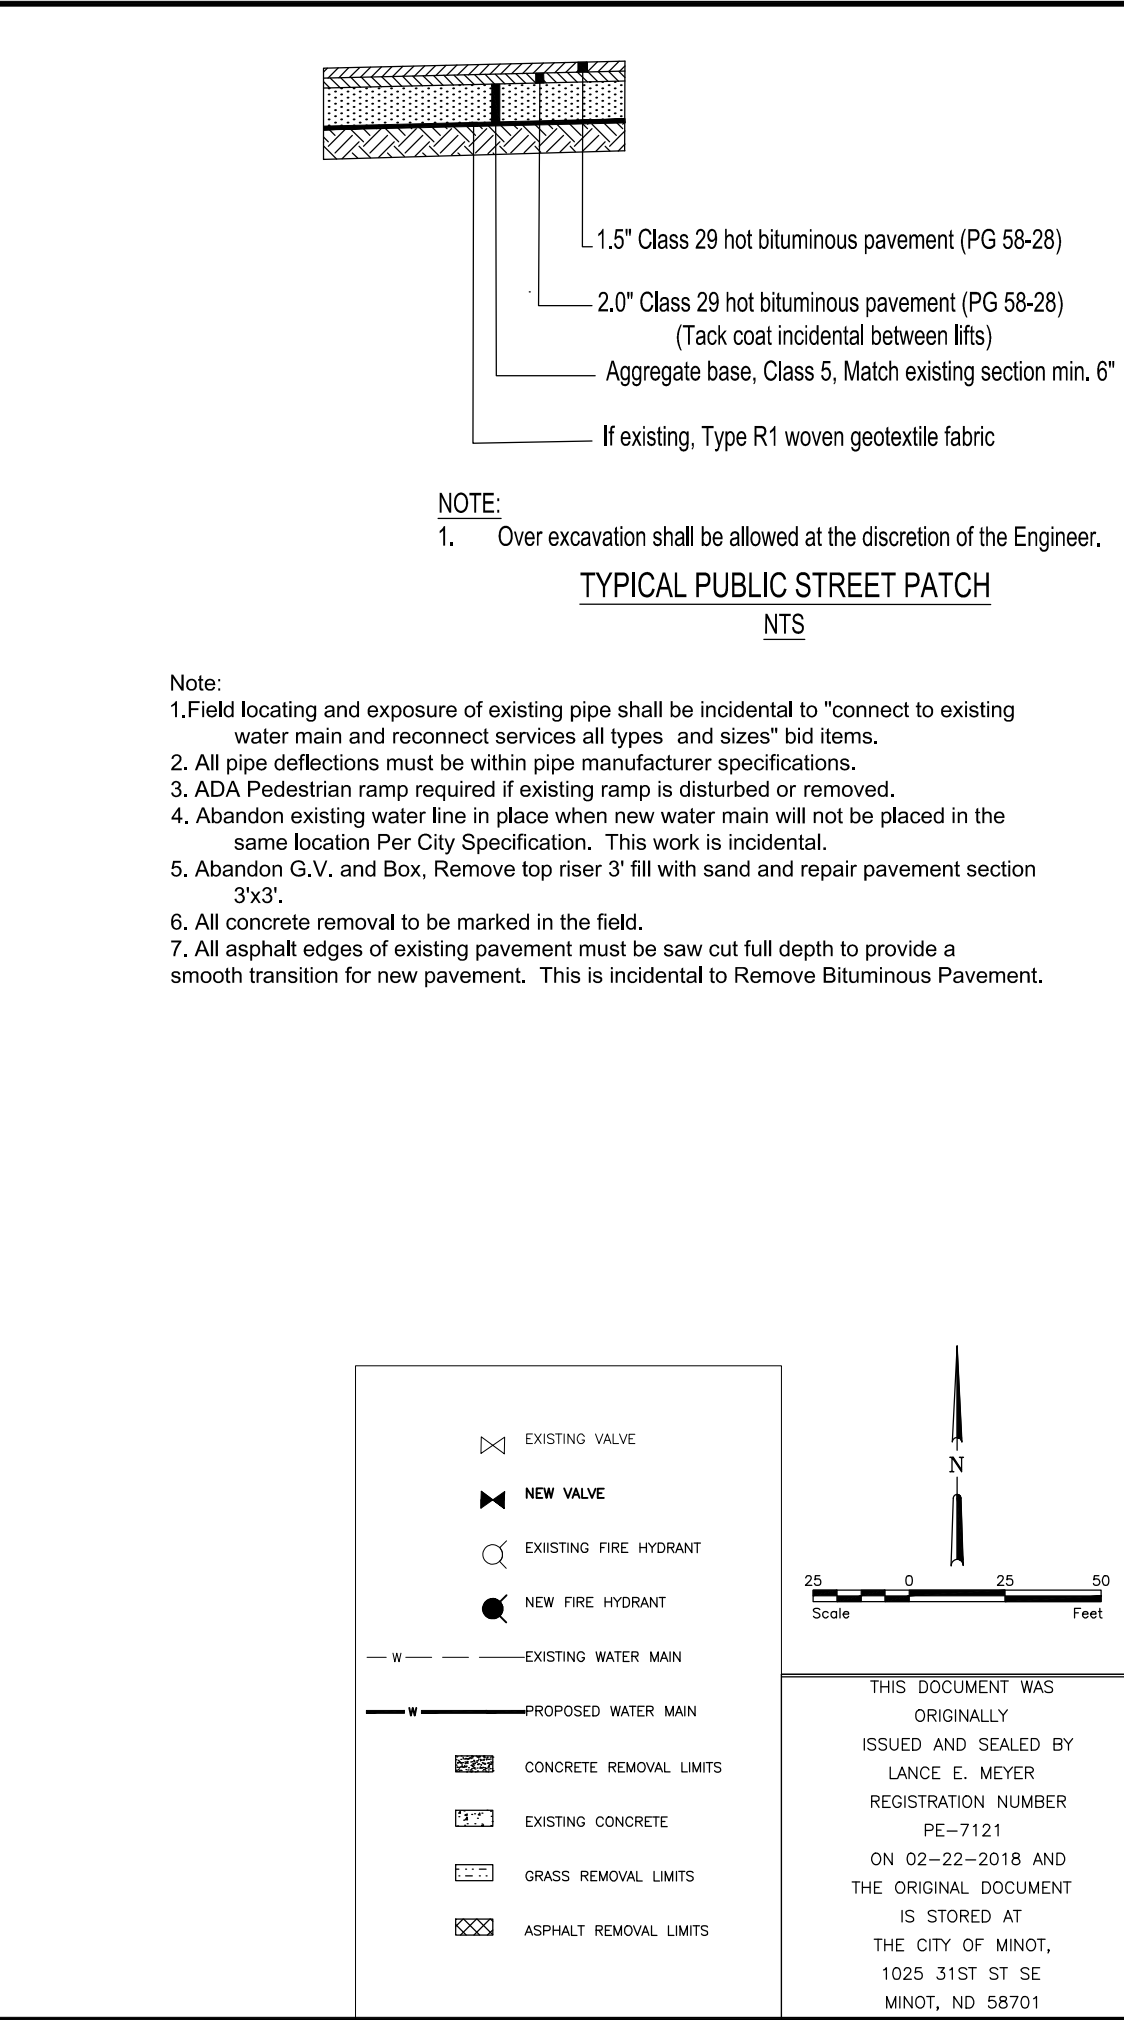 1.5" Class 29 hot bituminous pavement (PG 58-28)
2.0" Class 29 hot bituminous pavement (PG 58-28)
(Tack coat incidental between lifts)
Aggregate base, Class 5, Match existing section min. 6"
If existing, Type R1 woven geotextile fabric
NOTE:
1. Over excavation shall be allowed at the discretion of the Engineer.
TYPICAL PUBLIC STREET PATCH
NTS
Note:
1.Field locating and exposure of existing pipe shall be incidental to "connect to existing
water main and reconnect services all types and sizes" bid items.
2. All pipe deflections must be within pipe manufacturer specifications.
3. ADA Pedestrian ramp required if existing ramp is disturbed or removed.
4. Abandon existing water line in place when new water main will not be placed in the
same location Per City Specification. This work is incidental.
5. Abandon G.V. and Box, Remove top riser 3' fill with sand and repair pavement section
3'x3'.
6. All concrete removal to be marked in the field.
7. All asphalt edges of existing pavement must be saw cut full depth to provide a
smooth transition for new pavement. This is incidental to Remove Bituminous Pavement.
EXISTING VALVE
NEW VALVE
EXIISTING FIRE HYDRANT
NEW FIRE HYDRANT
W EXISTING WATER MAIN
W PROPOSED WATER MAIN
CONCRETE REMOVAL LIMITS
EXISTING CONCRETE
GRASS REMOVAL LIMITS
ASPHALT REMOVAL LIMITS
N
25 0 25 50
Scale Feet
THIS DOCUMENT WAS
ORIGINALLY
ISSUED AND SEALED BY
LANCE E. MEYER
REGISTRATION NUMBER
PE-7121
ON 02-22-2018 AND
THE ORIGINAL DOCUMENT
IS STORED AT
THE CITY OF MINOT,
1025 31ST ST SE
MINOT, ND 58701